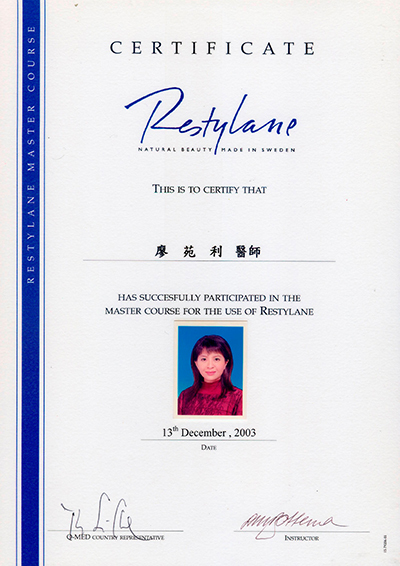 RESTYLANE MASTER COURSE
CERTIFICATE
Restylane
NATURAL BEAUTY MADE IN SWEDEN
THIS IS TO CERTIFY THAT
廖 苑 利 醫師
HAS SUCCESFULLY PARTICIPATED IN THE
MASTER COURSE FOR THE USE OF RESTYLANE
13th December , 2003
DATE
Q-MED COUNTRY REPRESENTATIVE
INSTRUCTOR